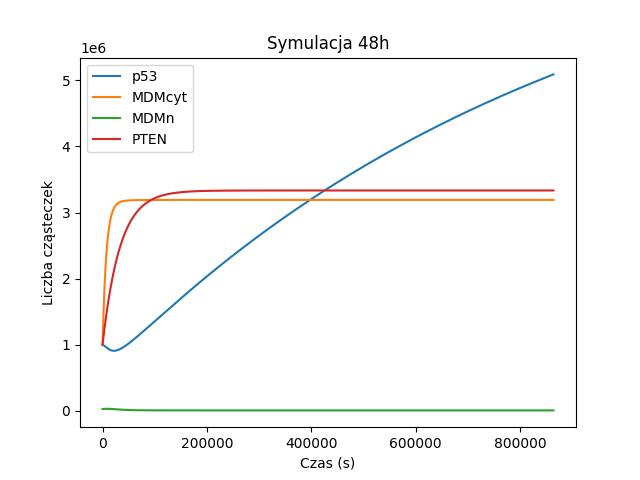 Symulacja 48h
1e6
p53
MDMcyt
MDMn
PTEN
5
4
3
2
1
0
Liczba cząsteczek
0 200000 400000 600000 800000
Czas (s)